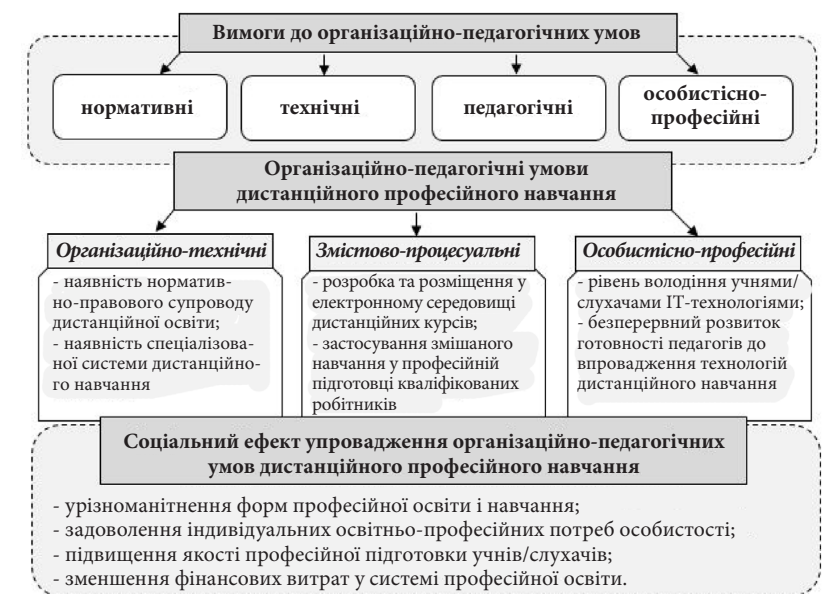 Вимоги до організаційно-педагогічних умов
нормативні
технічні
педагогічні
особистісно-
професійні
Організаційно-педагогічні умови
дистанційного професійного навчання
Організаційно-технічні
- наявність норматив-
но-правового супроводу
дистанційної освіти;
- наявність спеціалізова-
ної системи дистанційно-
го навчання
Змістово-процесуальні
- розробка та розміщення у
електронному середовищі
дистанційних курсів;
- застосування змішаного
навчання у професійній
підготовці кваліфікованих
робітників
Особистісно-професійні
- рівень володіння учнями/
слухачами ІТ-технологіями;
- безперервний розвиток
готовності педагогів до
впровадження технологій
дистанційного навчання
Соціальний ефект упровадження організаційно-педагогічних
умов дистанційного професійного навчання
- урізноманітнення форм професійної освіти і навчання;
- задоволення індивідуальних освітньо-професійних потреб особистості;
- підвищення якості професійної підготовки учнів/слухачів;
- зменшення фінансових витрат у системі професійної освіти.